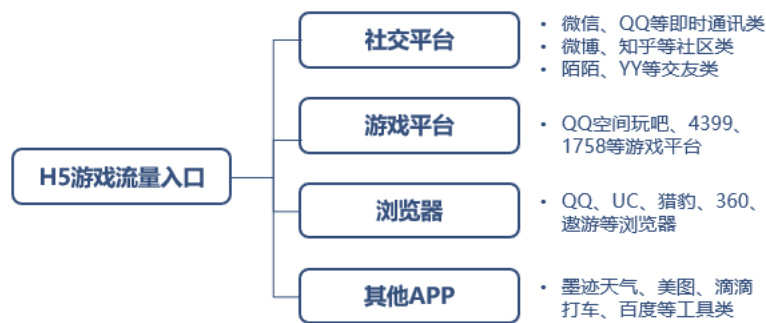 H5游戏流量入口
社交平台
• 微信、QQ等即时通讯类
• 微博、知乎等社区类
• 陌陌、YY等交友类
游戏平台
• QQ空间玩吧、4399、
1758等游戏平台
浏览器
• QQ、UC、猎豹、360、
遨游等浏览器
其他APP
• 墨迹天气、美图、滴滴
打车、百度等工具类